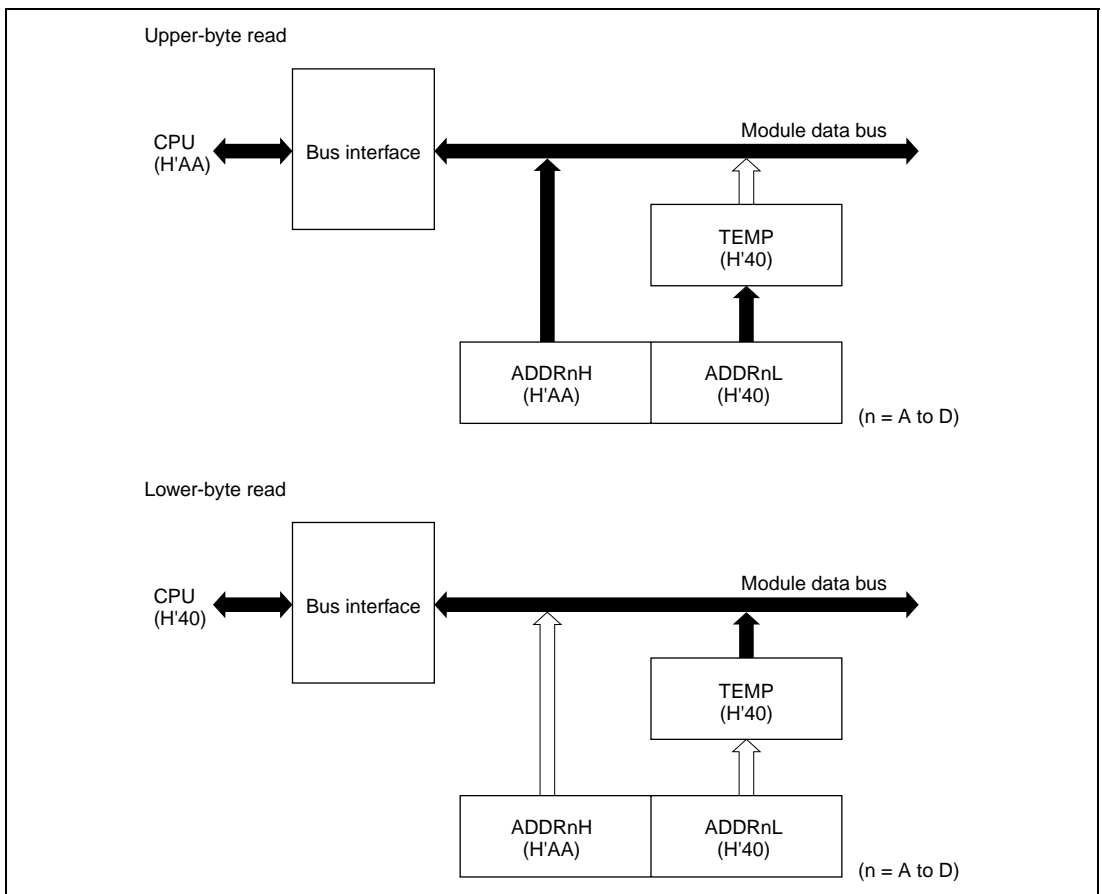 Upper-byte read
Module data bus
CPU
(H'AA)
Bus interface
TEMP
(H'40)
ADDRnH
(H'AA)
ADDRnL
(H'40)
(n = A to D)
Lower-byte read
Module data bus
CPU
(H'40)
Bus interface
TEMP
(H'40)
ADDRnH
(H'AA)
ADDRnL
(H'40)
(n = A to D)